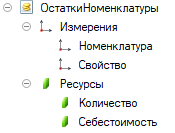 ОстаткиНоменклатуры
Измерения
Номенклатура
Свойство
Ресурсы
Количество
Себестоимость